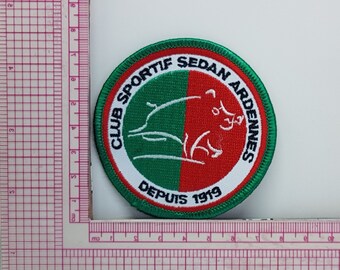 CLUB SPORTIF SEDAN ARDENNES
DEPUIS 1919